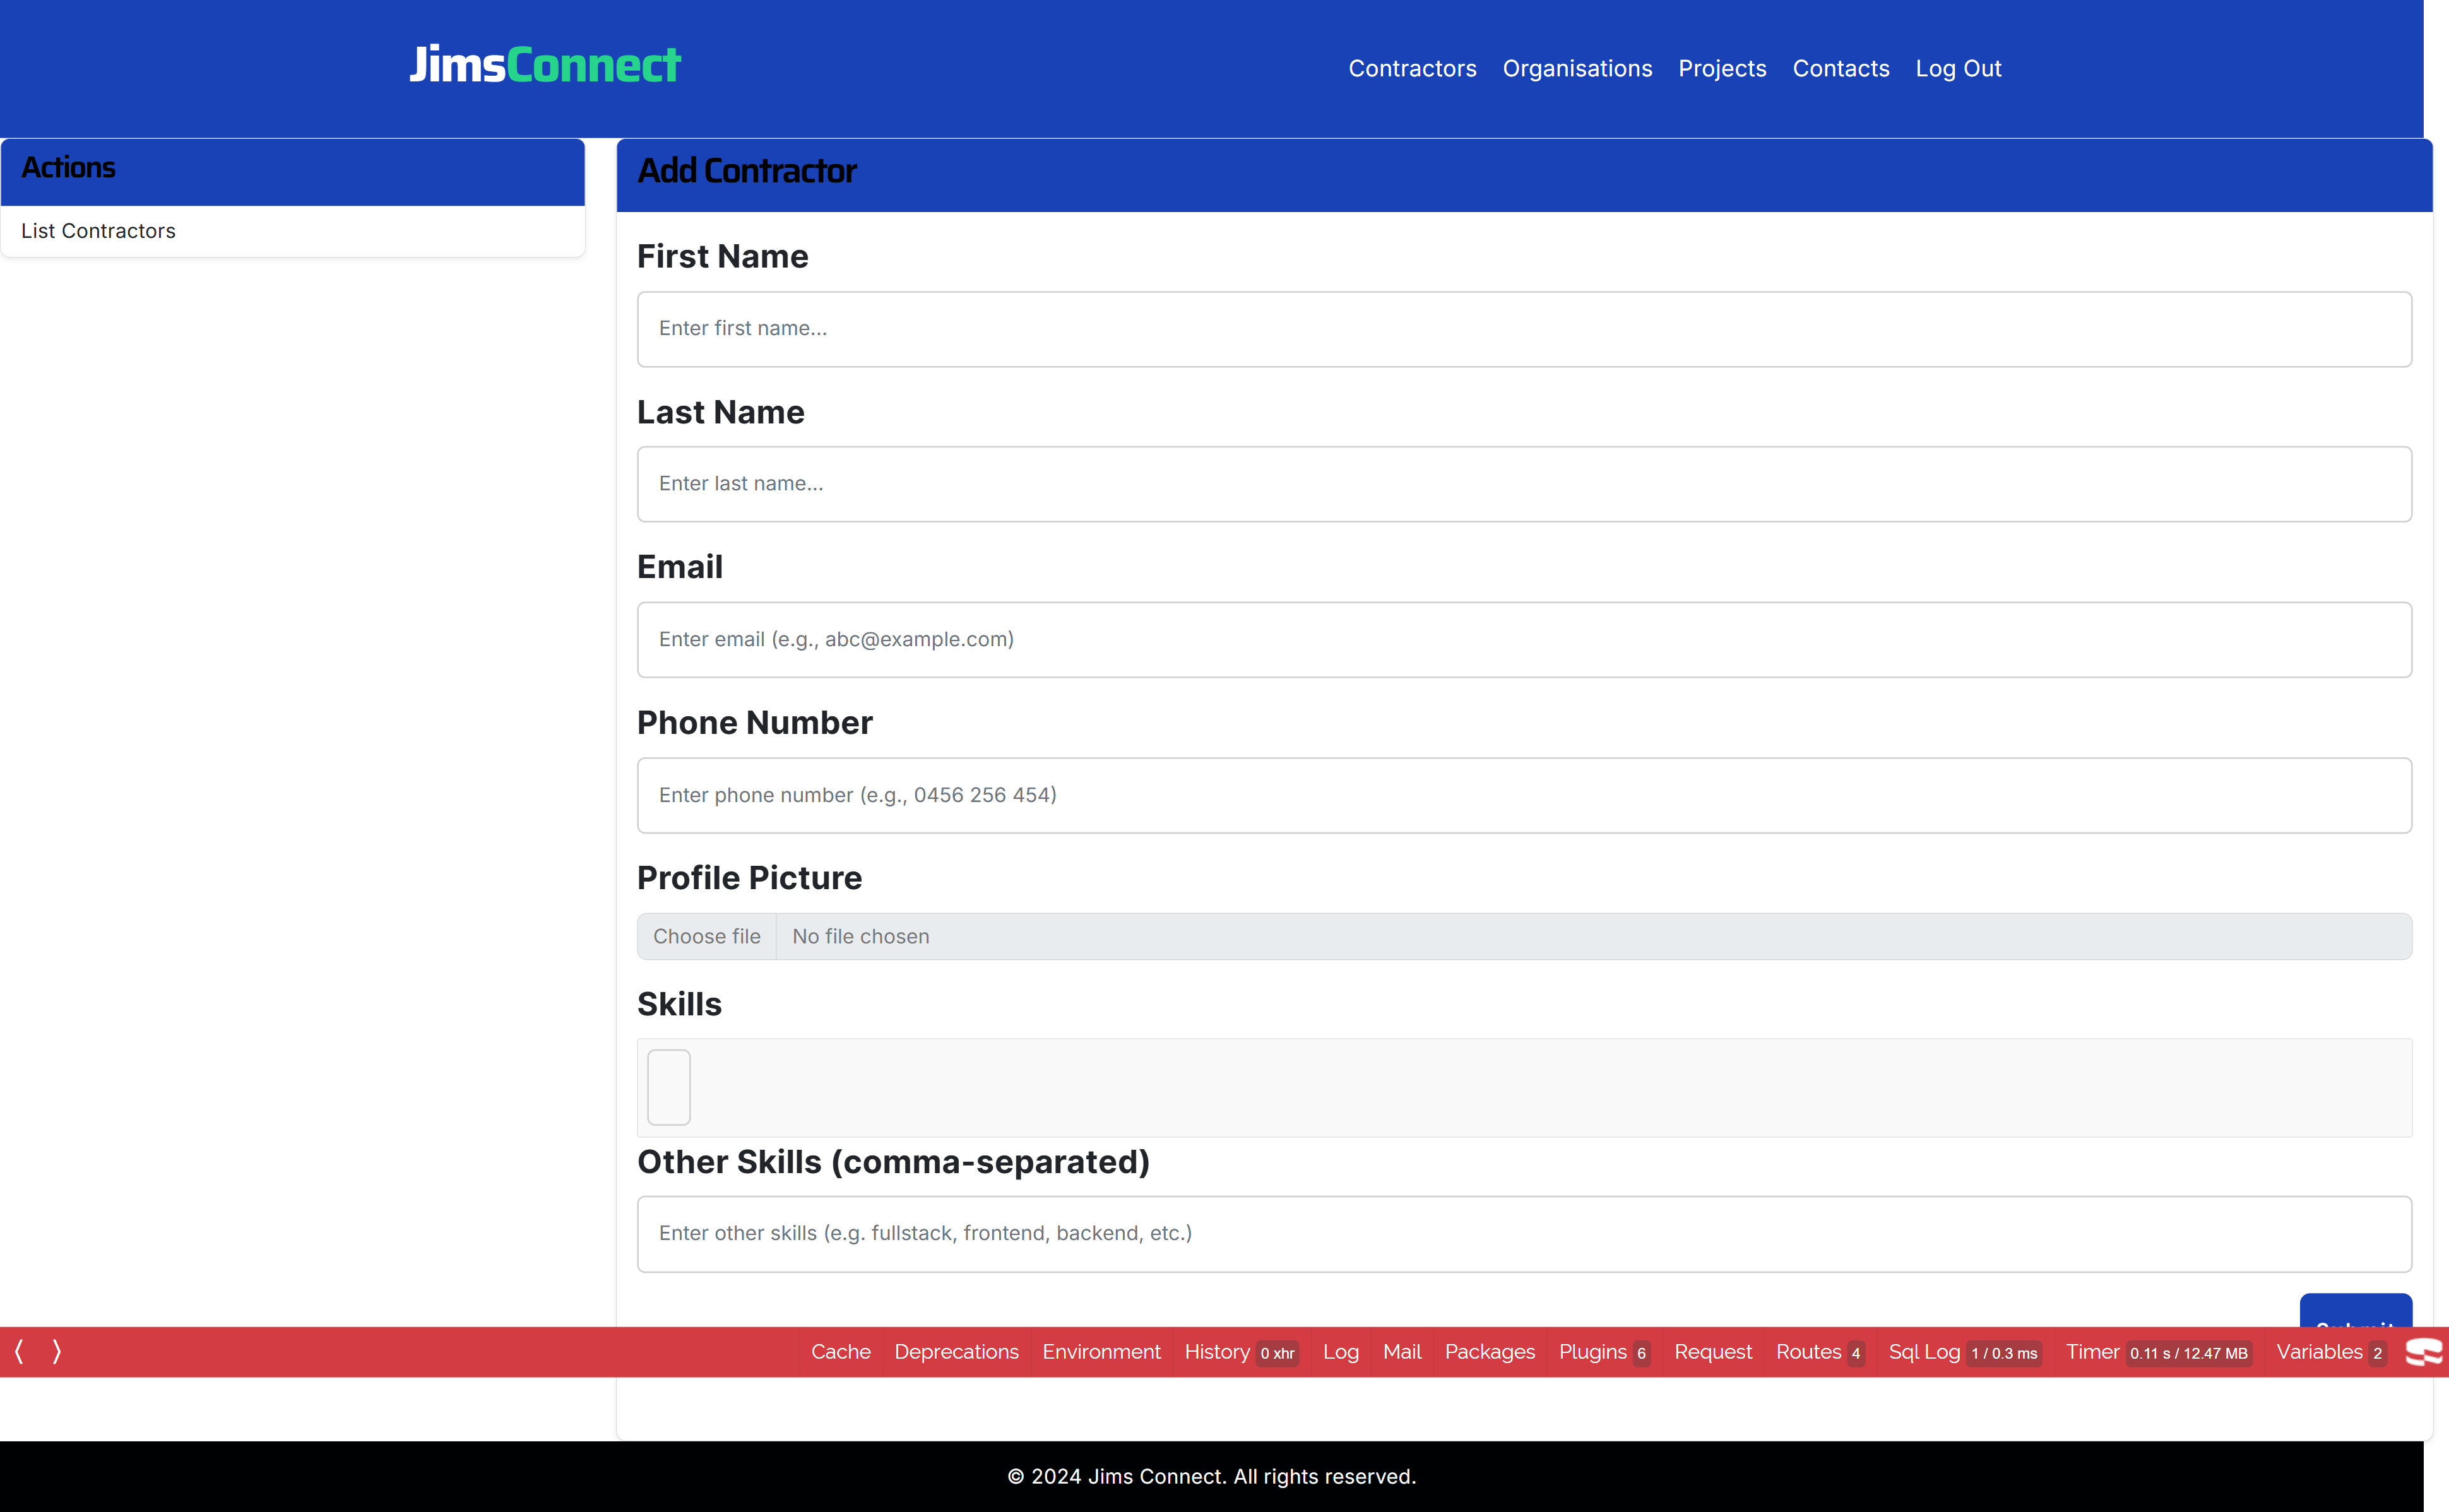 JimsConnect
Contractors Organisations Projects Contacts Log Out
Actions
List Contractors
Add Contractor
First Name
Enter first name...
Last Name
Enter last name...
Email
Enter email (e.g., abc@example.com)
Phone Number
Enter phone number (e.g., 0456 256 454)
Profile Picture
Choose file No file chosen
Skills
Other Skills (comma-separated)
Enter other skills (e.g. fullstack, frontend, backend, etc.)
Cache Deprecations Environment History 0 xhr Log Mail Packages Plugins 6 Request Routes 4 Sql Log 1 / 0.3 ms Timer 0.11 s / 12.47 MB Variables 2
© 2024 Jims Connect. All rights reserved.